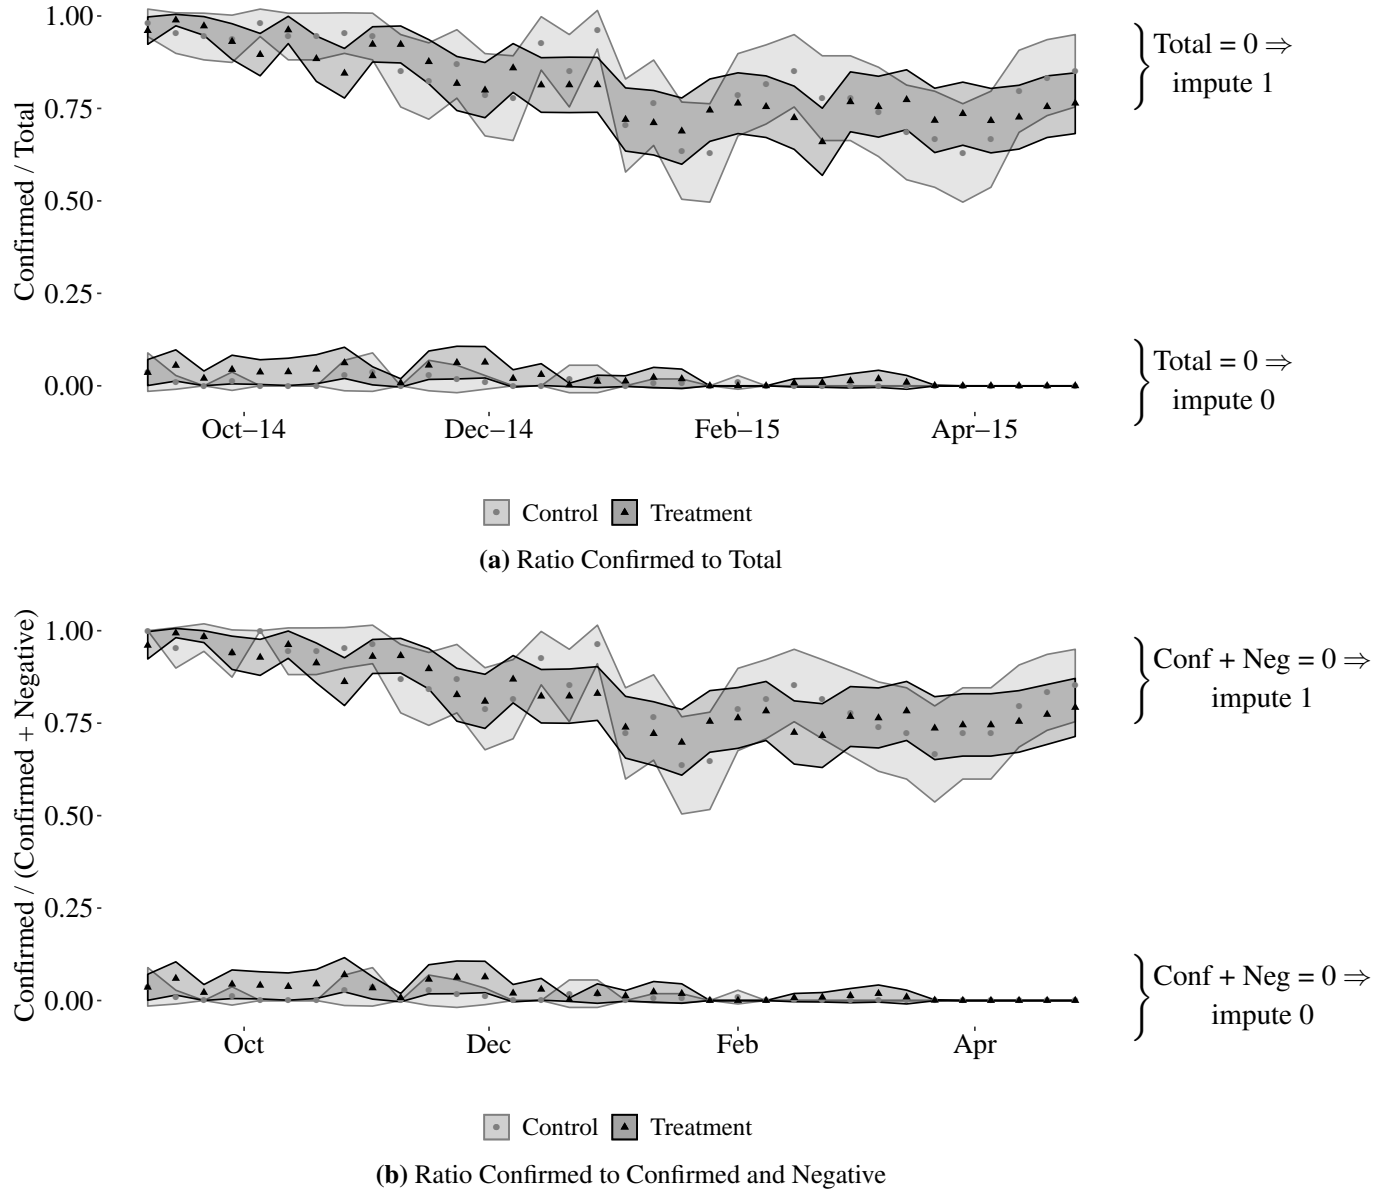 Confirmed / Total
1.00
0.75
0.50
0.25
0.00
Total = 0 ⇒
impute 1
Total = 0 ⇒
impute 0
Oct–14
Dec–14
Feb–15
Apr–15
Control
Treatment
(a) Ratio Confirmed to Total
Confirmed / (Confirmed + Negative)
1.00
0.75
0.50
0.25
0.00
Conf + Neg = 0 ⇒
impute 1
Conf + Neg = 0 ⇒
impute 0
Oct
Dec
Feb
Apr
Control
Treatment
(b) Ratio Confirmed to Confirmed and Negative